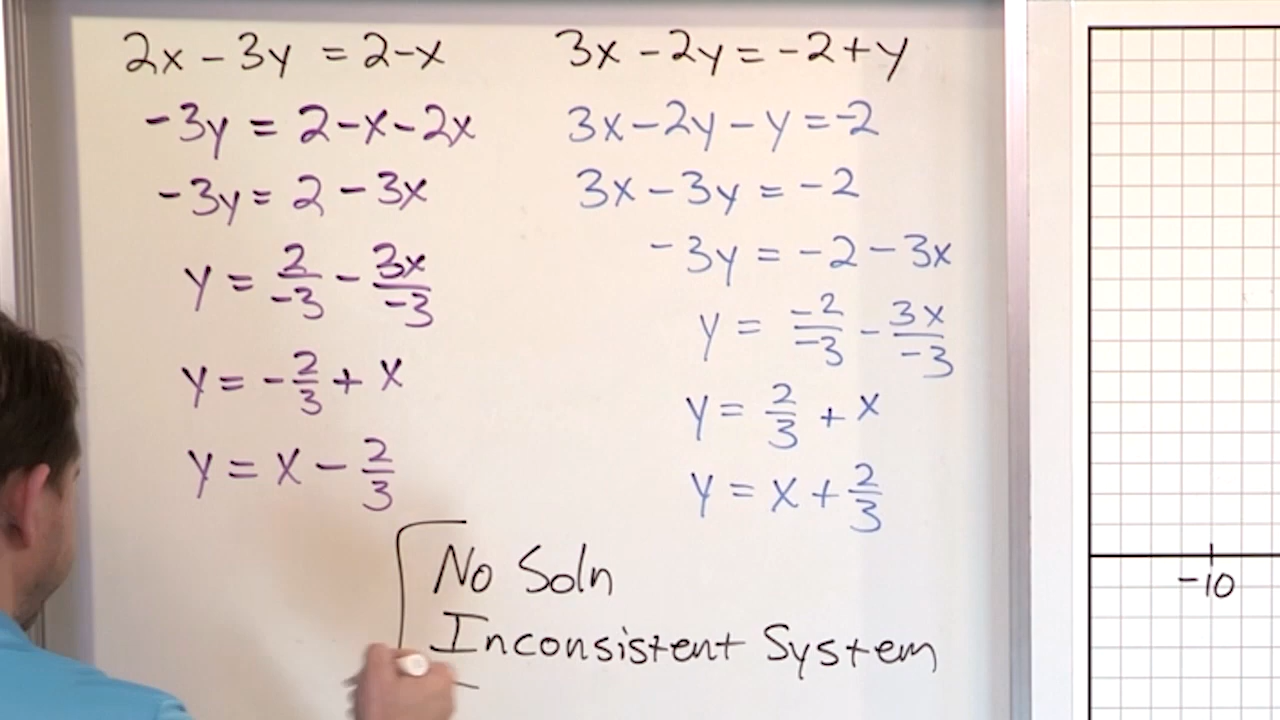 2x - 3y = 2-x
-3y = 2-x-2x
-3y = 2 - 3x
y = 2/-3 - 3x/-3
y = -2/3 + x
y = x - 2/3
3x - 2y = -2+y
3x-2y-y=-2
3x-3y = -2
-3y = -2-3x
y = -2/-3 - 3x/-3
y = 2/3 + x
y = x + 2/3
No Soln
Inconsistent System
-10